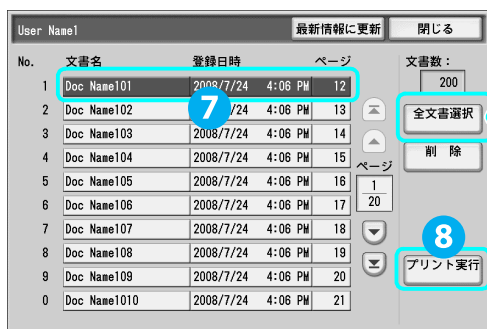 User Name1 最新情報に更新 閉じる
No. 文書名 登録日時 ページ 文書数：
200
1 Doc Name101 2008/7/24 4:06 PM 12
2 Doc Name102 7/24 4:06 PM 13
3 Doc Name103 2008/7/24 4:06 PM 14
4 Doc Name104 2008/7/24 4:06 PM 15
5 Doc Name105 2008/7/24 4:06 PM 16
6 Doc Name106 2008/7/24 4:06 PM 17
7 Doc Name107 2008/7/24 4:06 PM 18
8 Doc Name108 2008/7/24 4:06 PM 19
9 Doc Name109 2008/7/24 4:06 PM 20
0 Doc Name1010 2008/7/24 4:06 PM 21
7
ページ
1
20
全文書選択
削 除
8
プリント実行